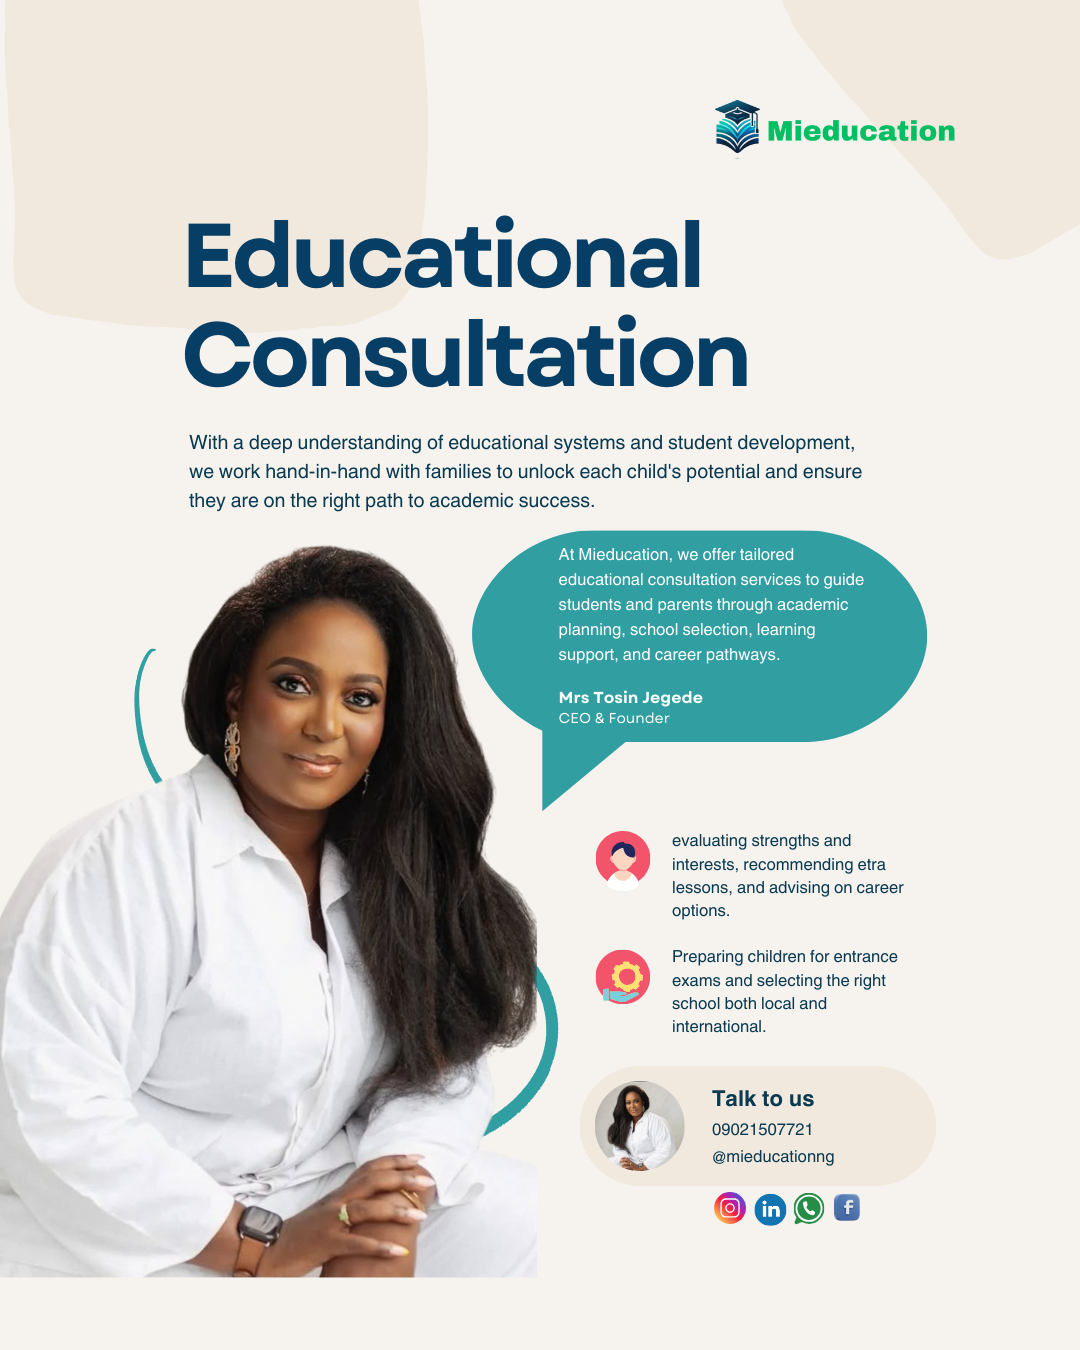 Mieducation
Educational
Consultation
With a deep understanding of educational systems and student development,
we work hand-in-hand with families to unlock each child's potential and ensure
they are on the right path to academic success.
At Mieducation, we offer tailored
educational consultation services to guide
students and parents through academic
planning, school selection, learning
support, and career pathways.
Mrs Tosin Jegede
CEO & Founder
evaluating strengths and
interests, recommending etra
lessons, and advising on career
options.
Preparing children for entrance
exams and selecting the right
school both local and
international.
Talk to us
09021507721
@mieducationng